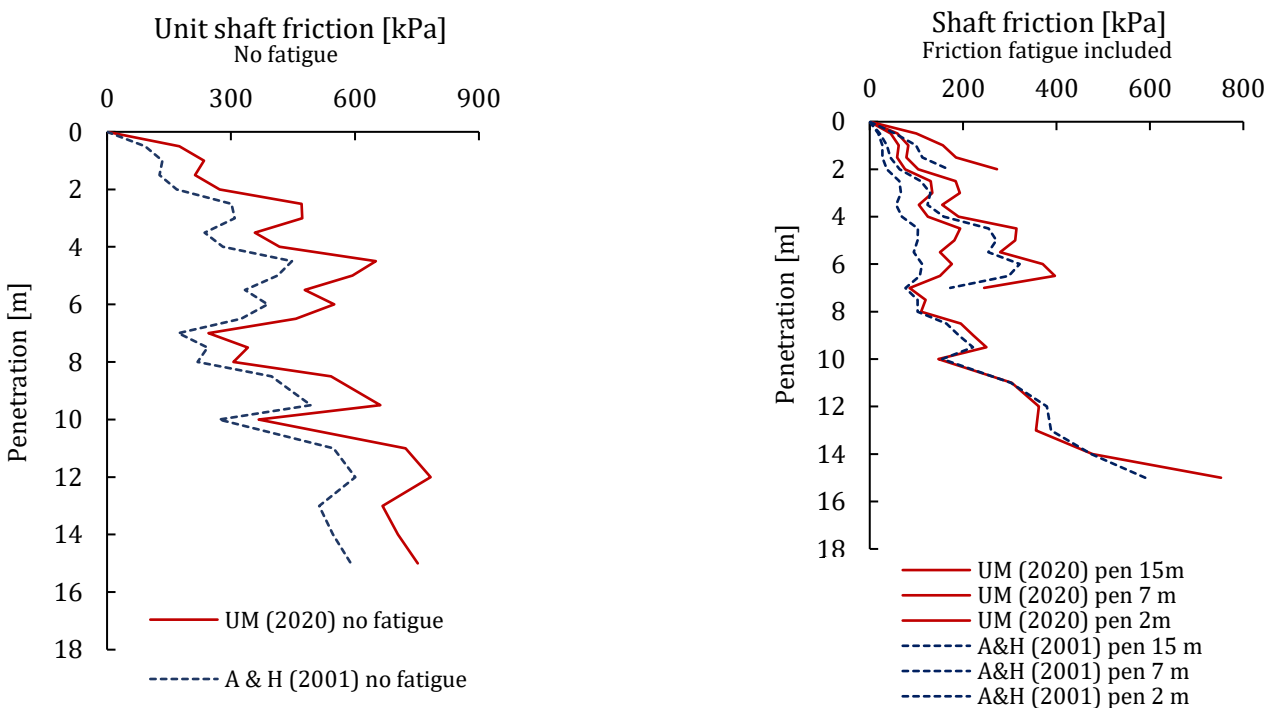 Unit shaft friction [kPa]
No fatigue
0 300 600 900
0
2
4
6
8
10
12
14
16
18
Penetration [m]
UM (2020) no fatigue
A & H (2001) no fatigue
Shaft friction [kPa]
Friction fatigue included
0 200 400 600 800
0
2
4
6
8
10
12
14
16
18
Penetration [m]
UM (2020) pen 15m
UM (2020) pen 7 m
UM (2020) pen 2m
A&H (2001) pen 15 m
A&H (2001) pen 7 m
A&H (2001) pen 2 m